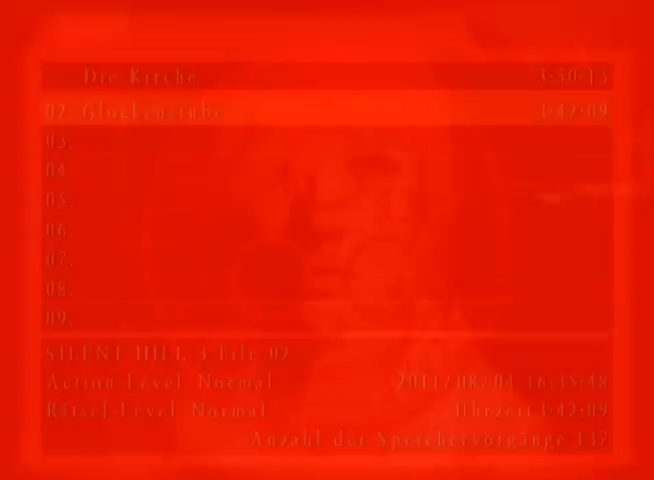 Die Kirche 3:50:13
02. Glockenstube 3:42:09
03.
04.
05.
06.
07.
08.
09.
SILENT HILL 3 File 02
Action-Level Normal 2011/08/04 16:35:48
Rätsel-Level Normal Uhrzeit 3:42:09
Anzahl der Speichervorgänge 137